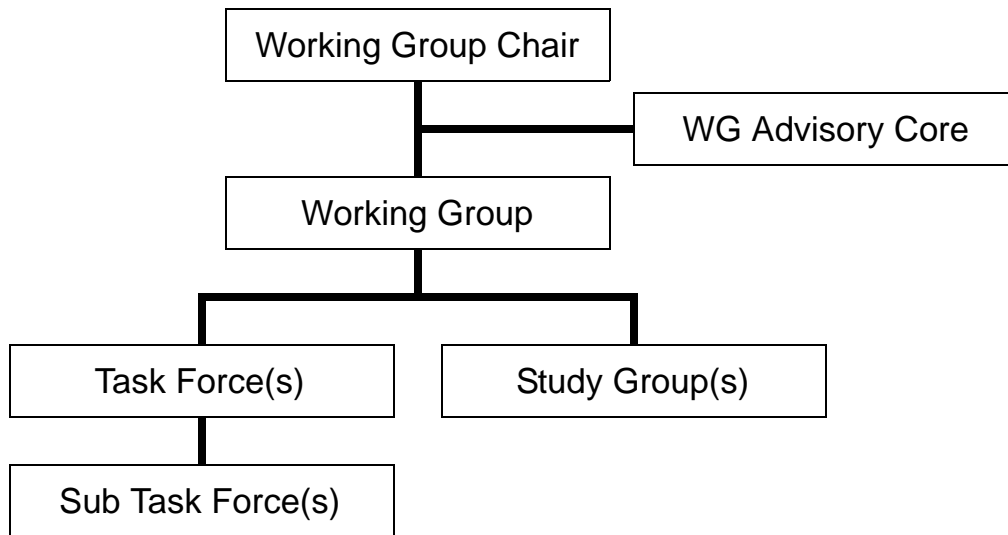 Working Group Chair
WG Advisory Core
Working Group
Task Force(s)
Study Group(s)
Sub Task Force(s)